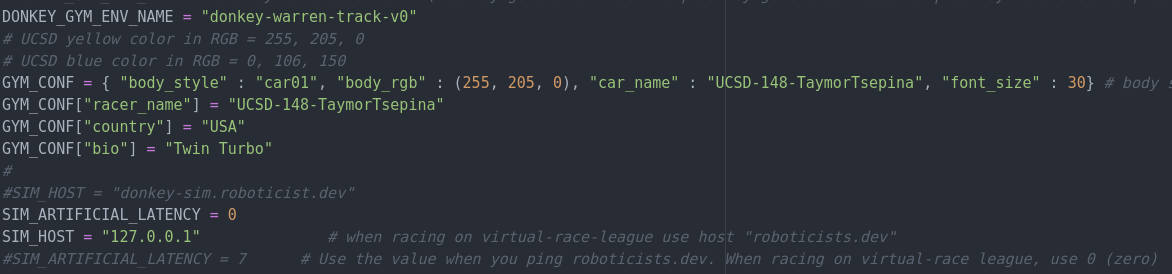 DONKEY_GYM_ENV_NAME = "donkey-warren-track-v0"
# UCSD yellow color in RGB = 255, 205, 0
# UCSD blue color in RGB = 0, 106, 150
GYM_CONF = { "body_style" : "car01", "body_rgb" : (255, 205, 0), "car_name" : "UCSD-148-TaymorTsepina", "font_size" : 30} # body s
GYM_CONF["racer_name"] = "UCSD-148-TaymorTsepina"
GYM_CONF["country"] = "USA"
GYM_CONF["bio"] = "Twin Turbo"
#
#SIM_HOST = "donkey-sim.roboticist.dev"
SIM_ARTIFICIAL_LATENCY = 0
SIM_HOST = "127.0.0.1"              # when racing on virtual-race-league use host "roboticists.dev"
#SIM_ARTIFICIAL_LATENCY = 7      # Use the value when you ping roboticists.dev. When racing on virtual-race league, use 0 (zero)